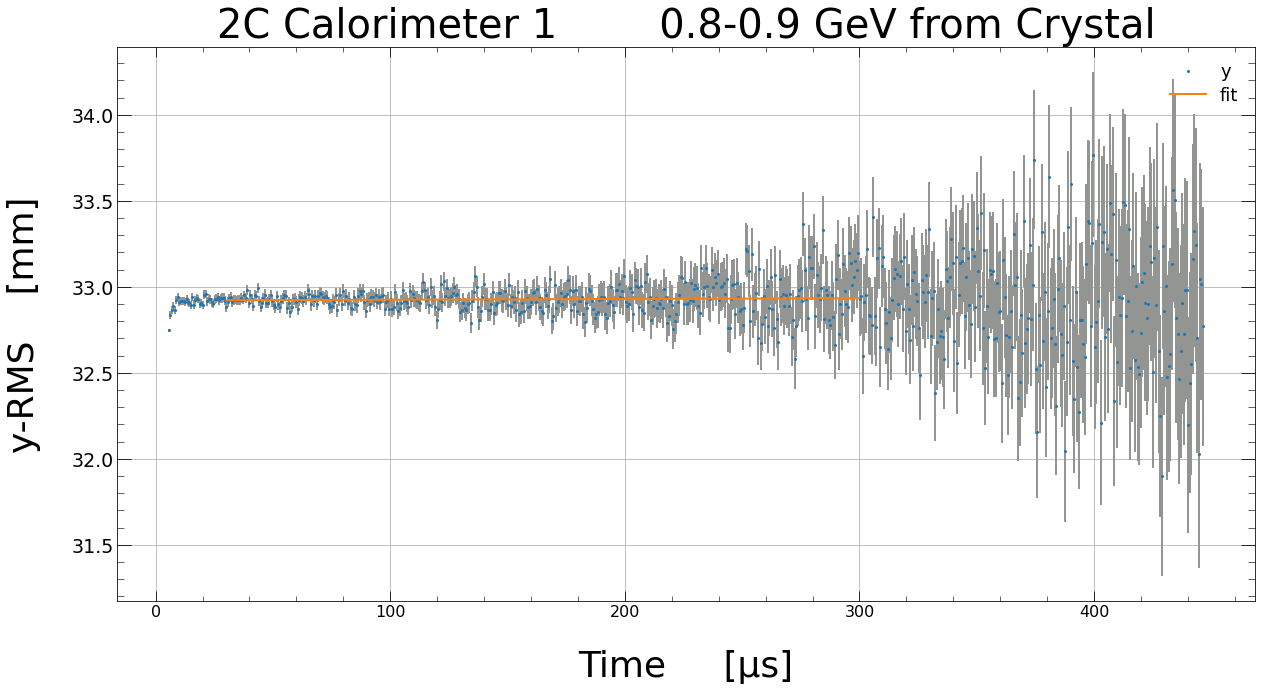 2C Calorimeter 1 0.8-0.9 GeV from Crystal
y
fit
34.0
33.5
33.0
32.5
32.0
31.5
y-RMS [mm]
0 100 200 300 400
Time [µs]